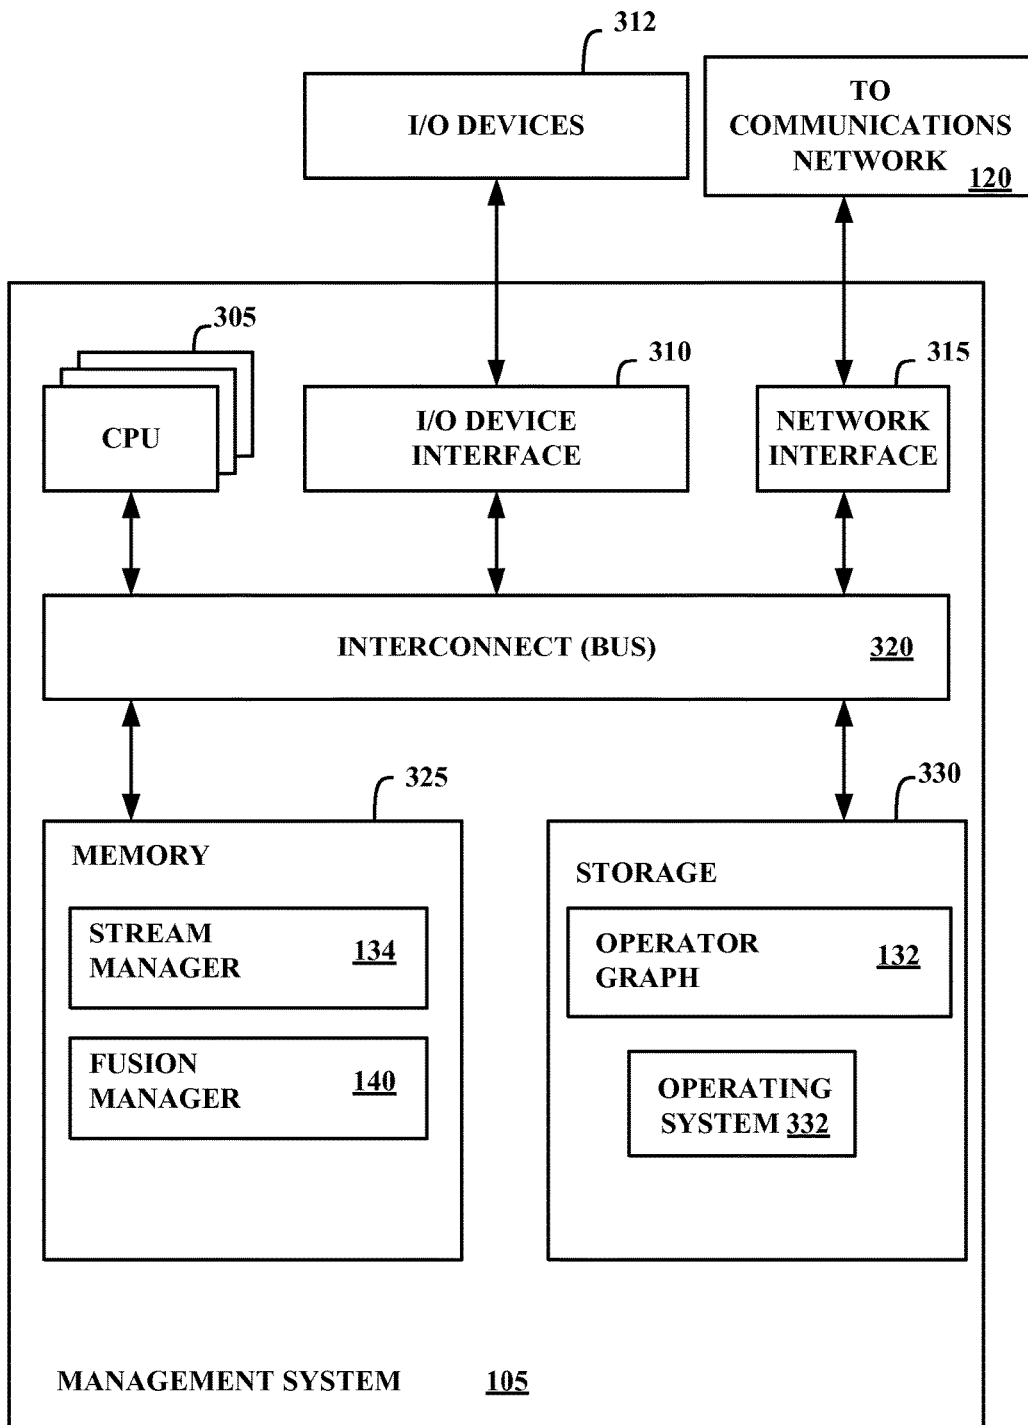 312
I/O DEVICES
TO
COMMUNICATIONS
NETWORK
120
305
CPU
310
I/O DEVICE
INTERFACE
315
NETWORK
INTERFACE
INTERCONNECT (BUS) 320
325
MEMORY
STREAM
MANAGER 134
FUSION
MANAGER 140
330
STORAGE
OPERATOR
GRAPH 132
OPERATING
SYSTEM 332
MANAGEMENT SYSTEM 105